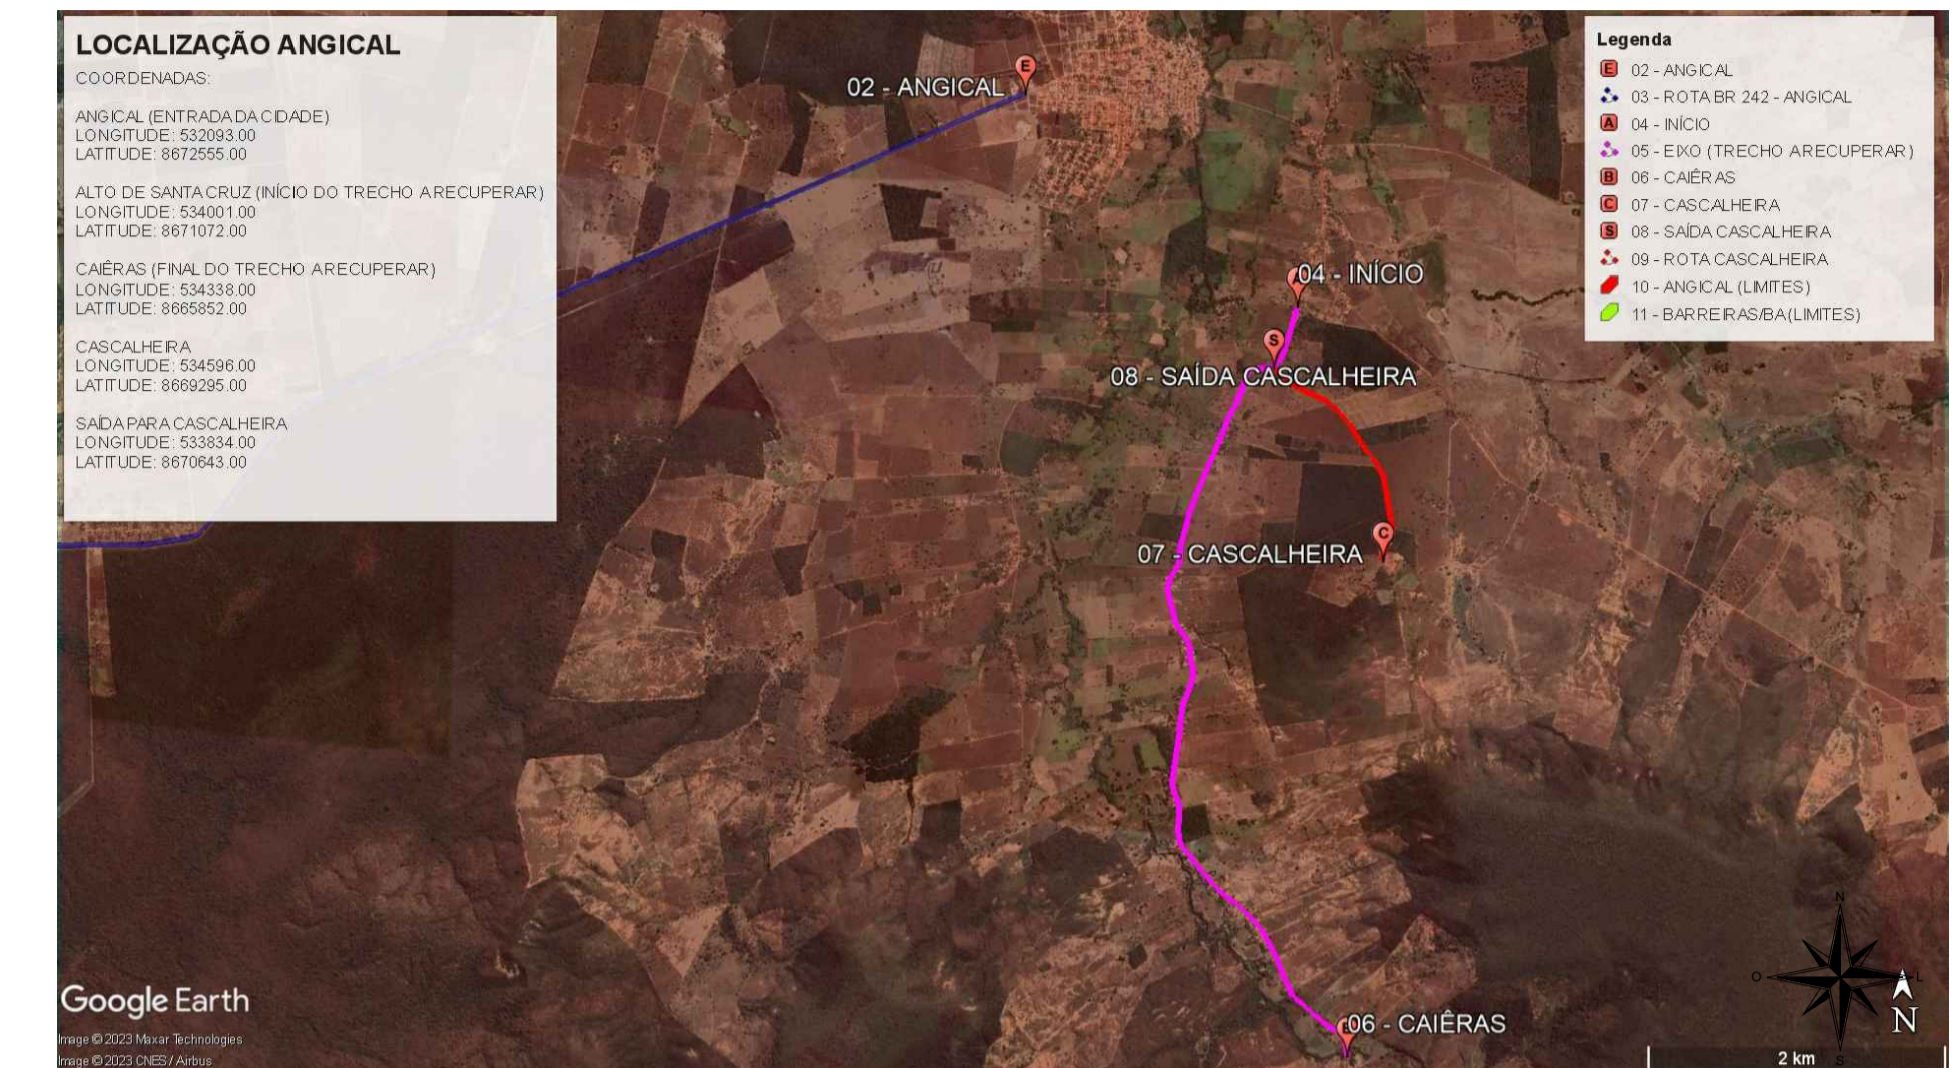 LOCALIZAÇÃO ANGICAL
COORDENADAS:
ANGICAL (ENTRADA DA CIDADE)
LONGITUDE: 532093.00
LATITUDE: 8672555.00
ALTO DE SANTA CRUZ (INÍCIO DO TRECHO A RECUPERAR)
LONGITUDE: 534001.00
LATITUDE: 8671072.00
CAIÊRAS (FINAL DO TRECHO A RECUPERAR)
LONGITUDE: 534338.00
LATITUDE: 8665852.00
CASCALHEIRA
LONGITUDE: 534596.00
LATITUDE: 8669295.00
SAÍDA PARA CASCALHEIRA
LONGITUDE: 533834.00
LATITUDE: 8670643.00
E
02 - ANGICAL
04 - INÍCIO
S
08 - SAÍDA CASCALHEIRA
C
07 - CASCALHEIRA
06 - CAIÊRAS
Legenda
E 02 - ANGICAL
03 - ROTA BR 242 - ANGICAL
A 04 - INÍCIO
05 - EIXO (TRECHO A RECUPERAR)
B 06 - CAIÊRAS
C 07 - CASCALHEIRA
S 08 - SAÍDA CASCALHEIRA
09 - ROTA CASCALHEIRA
10 - ANGICAL (LIMITES)
11 - BARREIRAS/BA (LIMITES)
N
O L
S
N
2 km
Google Earth
Image © 2023 Maxar Technologies
Image © 2023 CNES / Airbus